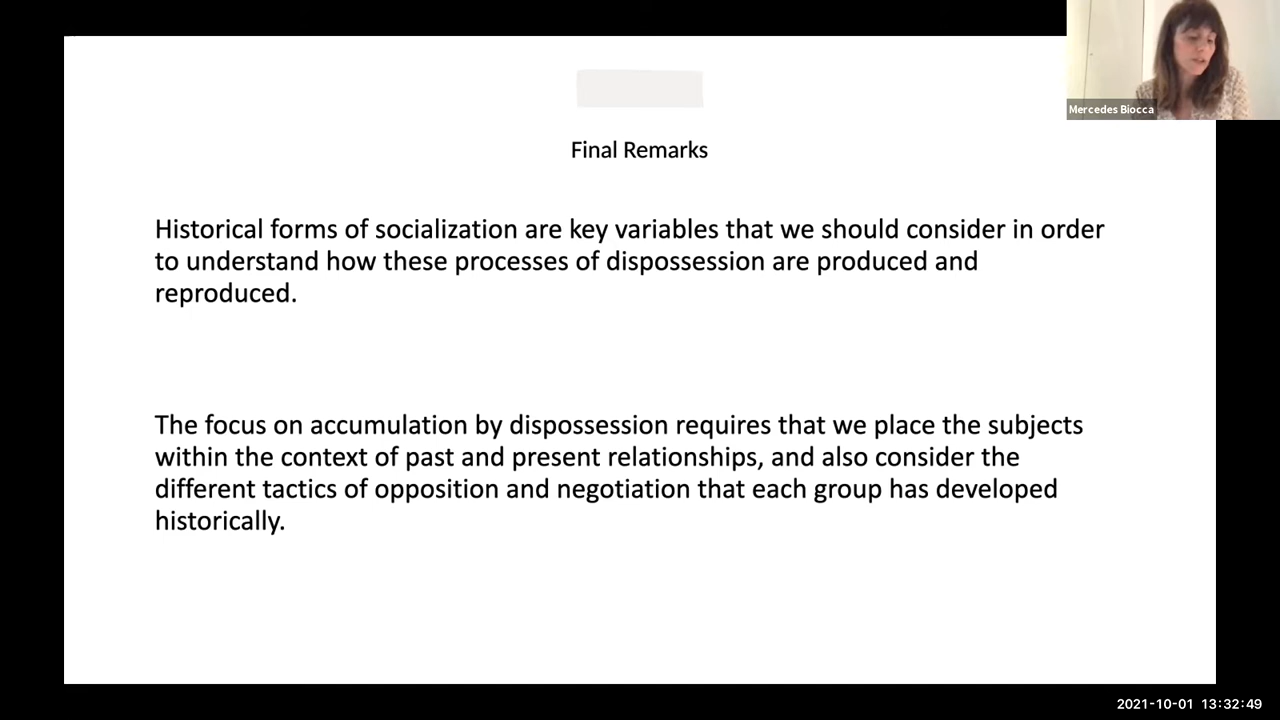 Mercedes Biocca
Final Remarks
Historical forms of socialization are key variables that we should consider in order
to understand how these processes of dispossession are produced and
reproduced.
The focus on accumulation by dispossession requires that we place the subjects
within the context of past and present relationships, and also consider the
different tactics of opposition and negotiation that each group has developed
historically.
2021-10-01 13:32:49